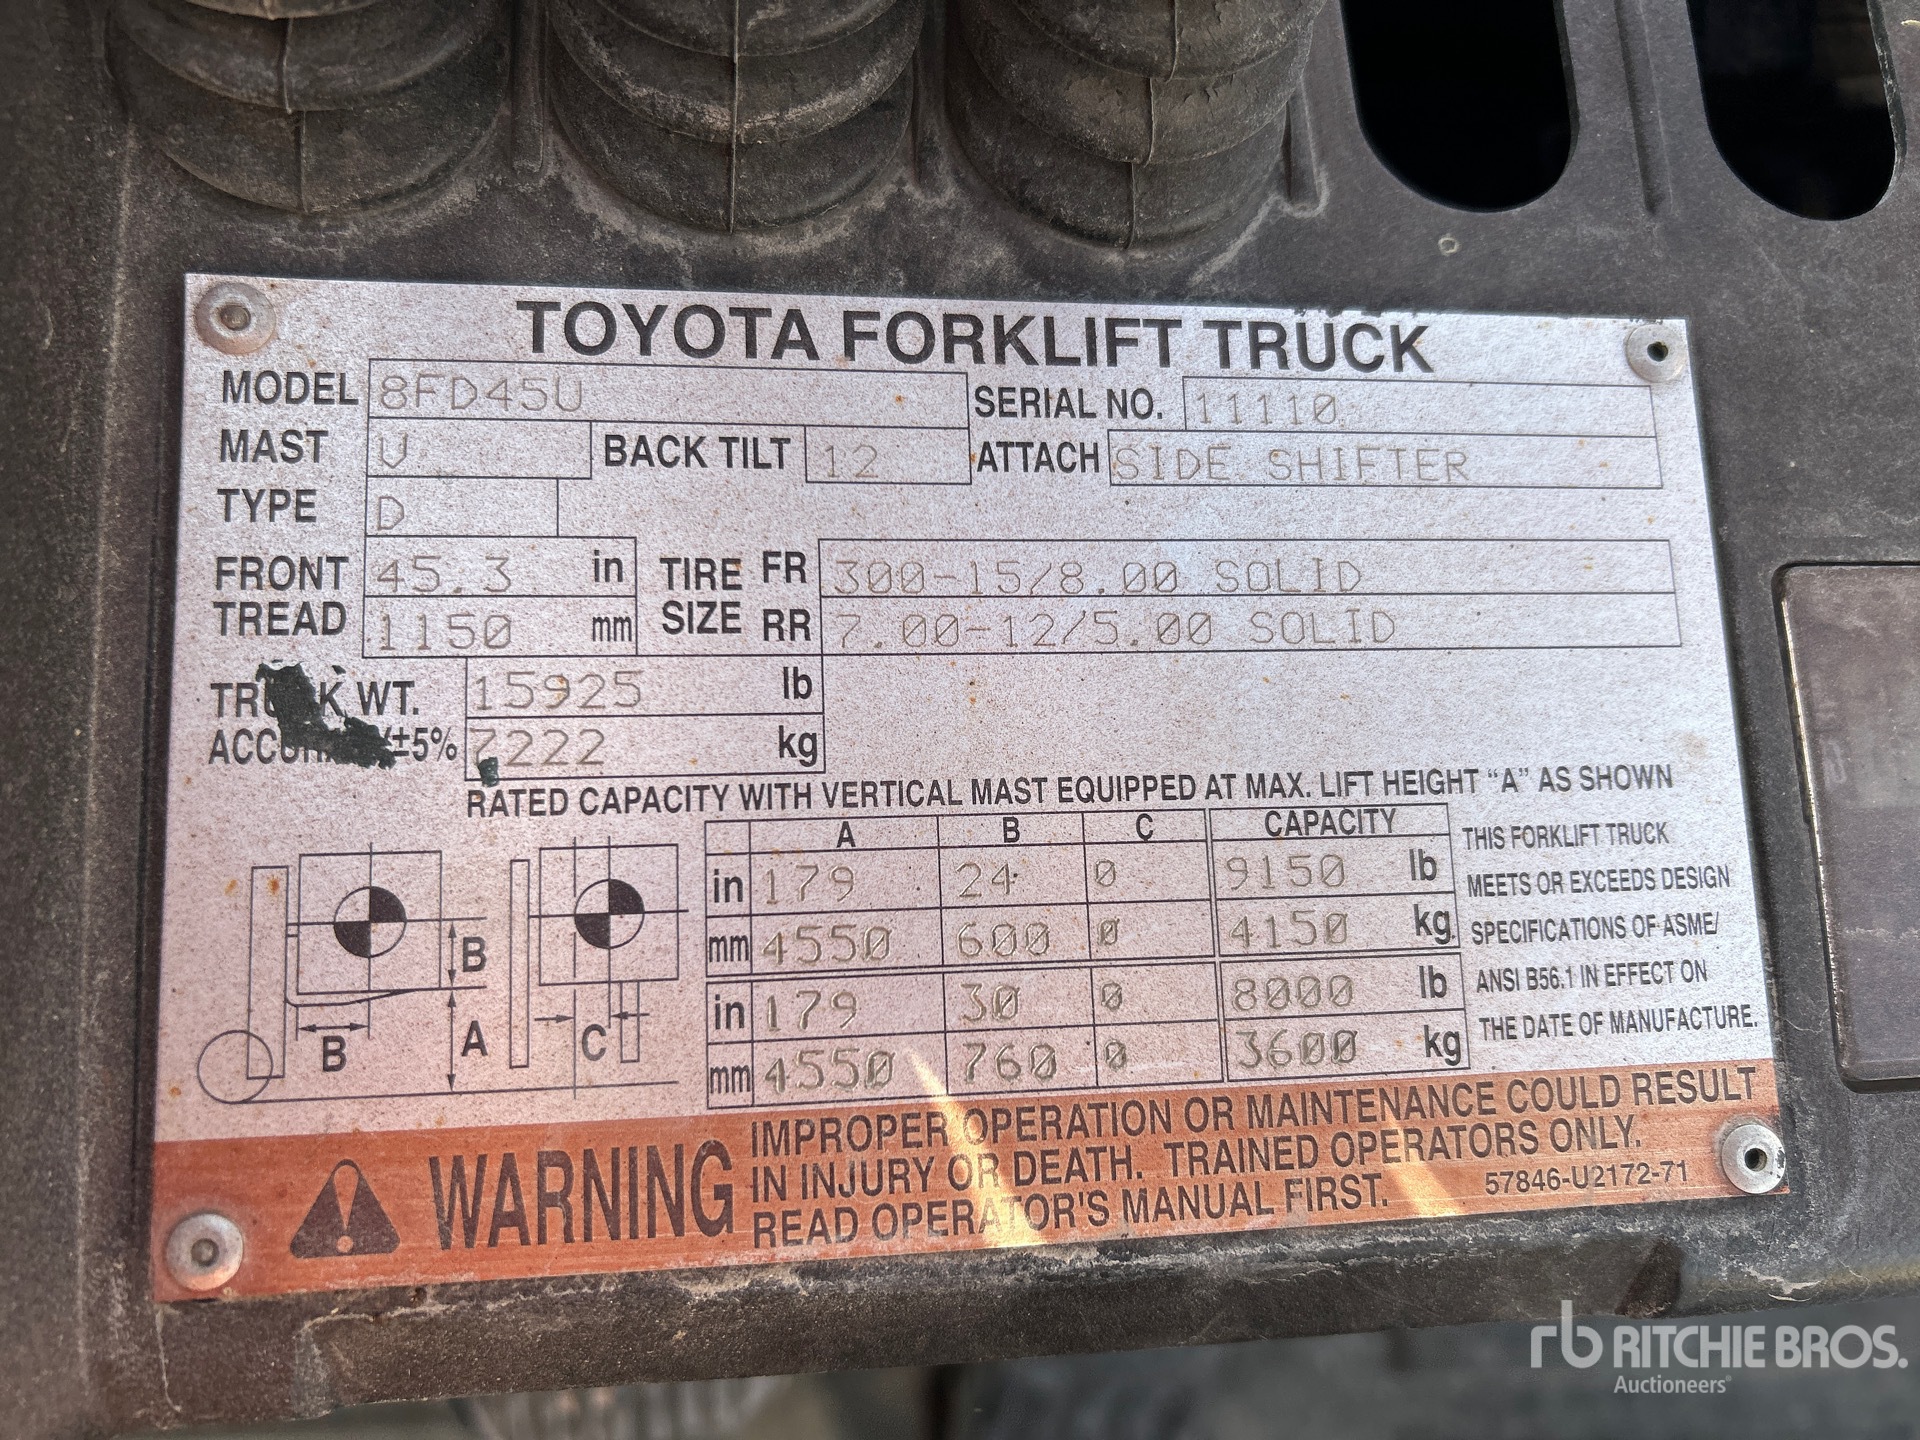 TOYOTA FORKLIFT TRUCK
MODEL 8FD45U SERIAL NO. 11110
MAST V BACK TILT 12 ATTACH SIDE SHIFTER
TYPE D
FRONT TREAD 45.3 in TIRE SIZE FR 300-15/8.00 SOLID
1150 mm RR 7.00-12/5.00 SOLID
TRUCK WT. 15925 lb
ACCURACY±5% 7222 kg
RATED CAPACITY WITH VERTICAL MAST EQUIPPED AT MAX. LIFT HEIGHT “A” AS SHOWN
A B C CAPACITY
in 179 24 0 9150 lb
mm 4550 600 0 4150 kg
in 179 30 0 8000 lb
mm 4550 760 0 3600 kg
B
B
A
C
THIS FORKLIFT TRUCK
MEETS OR EXCEEDS DESIGN
SPECIFICATIONS OF ASME/
ANSI B56.1 IN EFFECT ON
THE DATE OF MANUFACTURE.
WARNING
IMPROPER OPERATION OR MAINTENANCE COULD RESULT
IN INJURY OR DEATH. TRAINED OPERATORS ONLY.
READ OPERATOR'S MANUAL FIRST. 57846-U2172-71
rb RITCHIE BROS.
Auctioneers